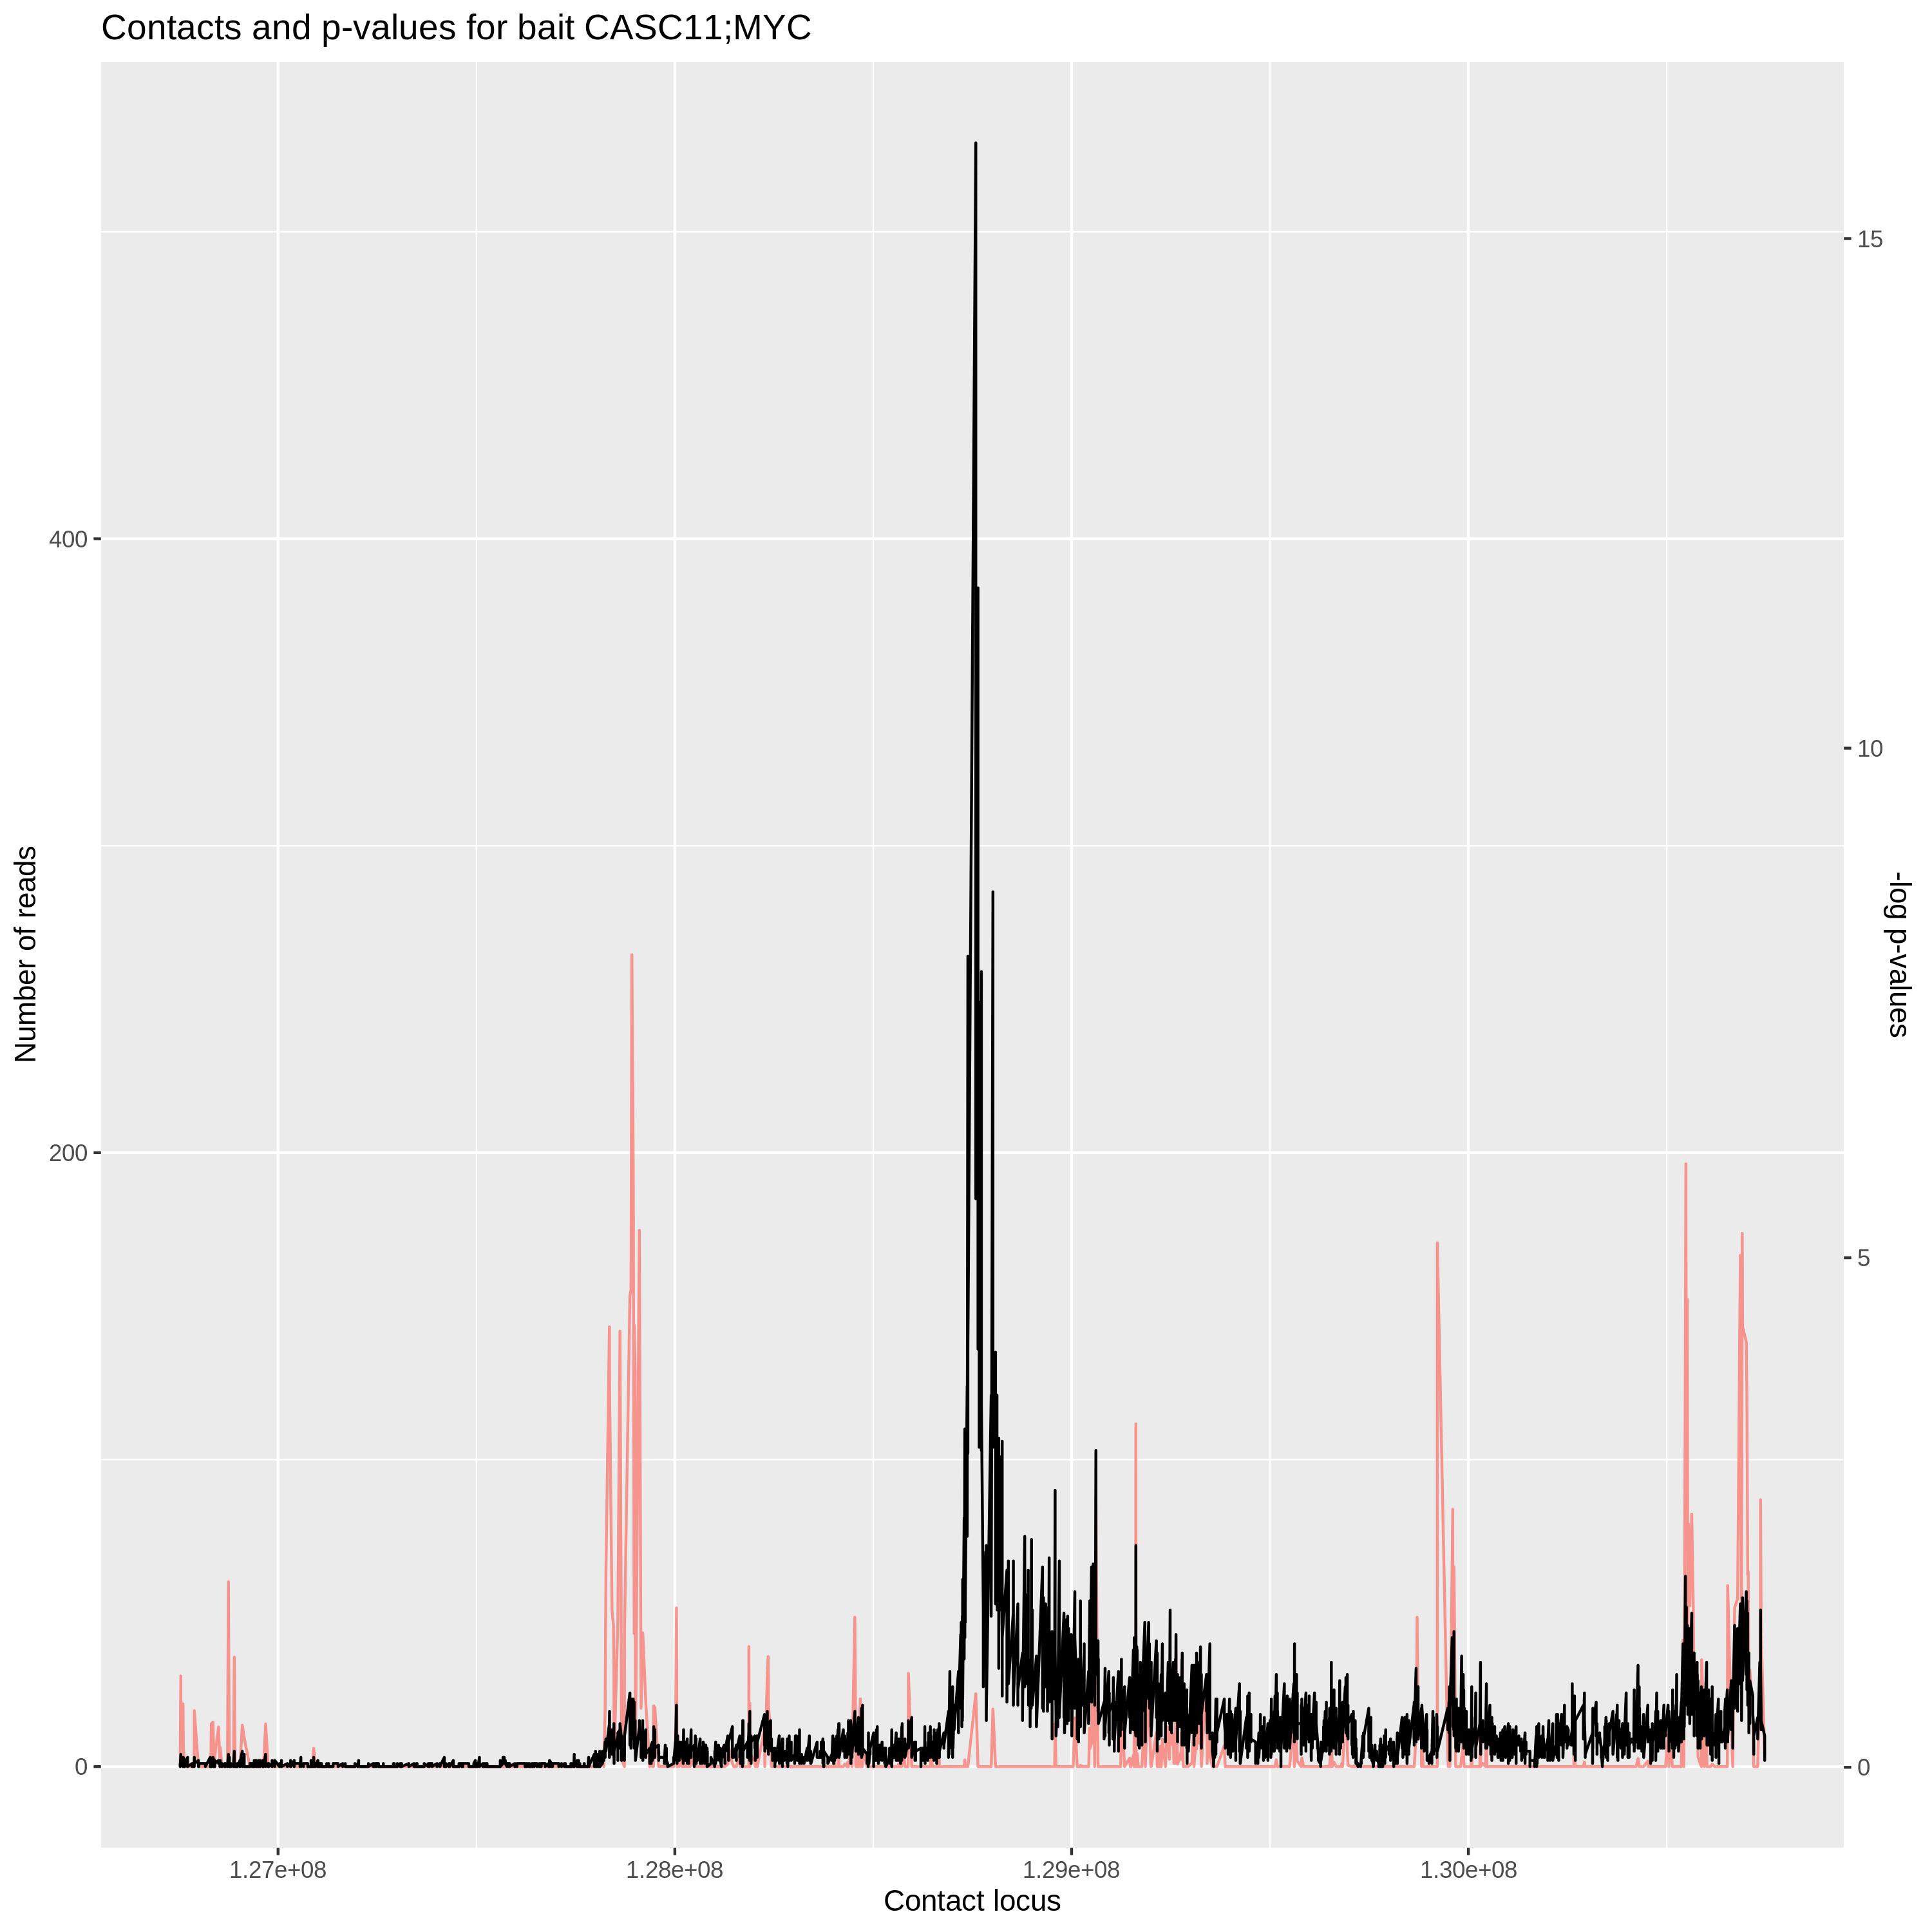 Contacts and p-values for bait CASC11;MYC
Number of reads
400
200
0
15
10
5
0
-log p-values
1.27e+08 1.28e+08 1.29e+08 1.30e+08
Contact locus